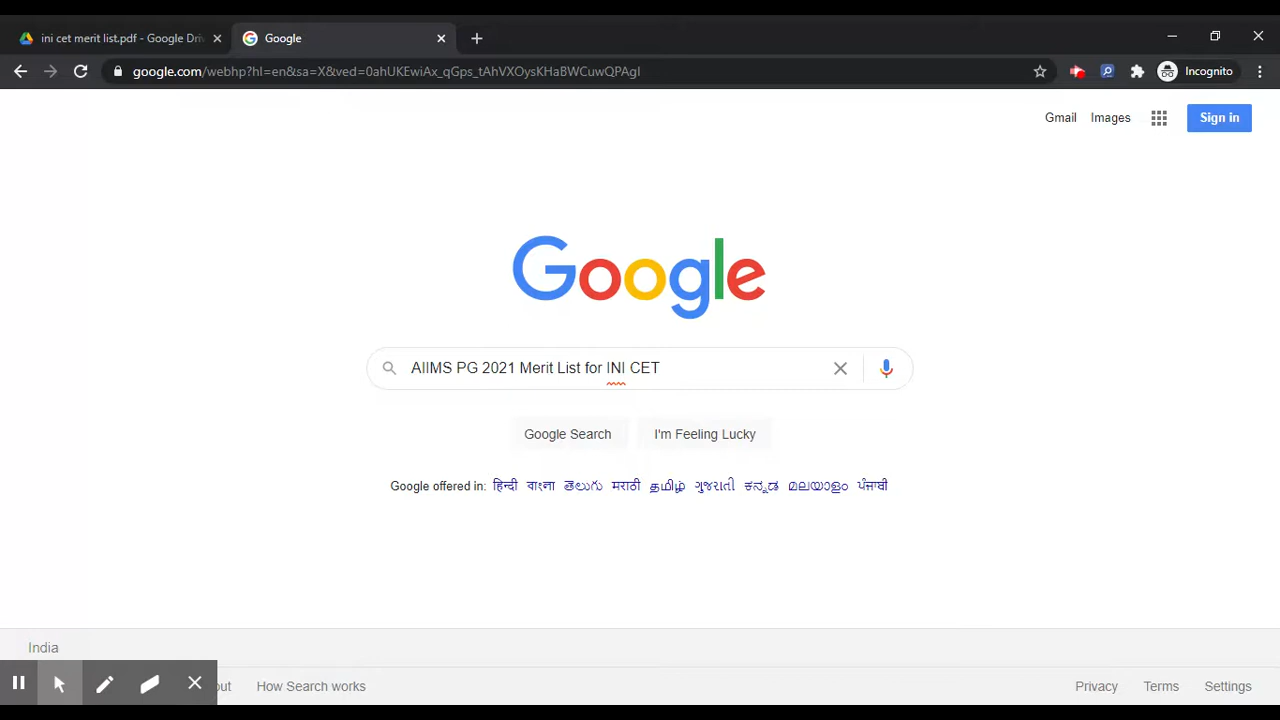 ini cet merit list.pdf - Google Driv
Google
google.com/webhp?hl=en&sa=X&ved=0ahUKEwiAx_qGps_tAhVXOysKHaBWCuwQPAgI
Incognito
Gmail Images Sign in
Google
AIIMS PG 2021 Merit List for INI CET
Google Search I'm Feeling Lucky
Google offered in: हिन्दी বাংলা తెలుగు मराठी தமிழ் ગુજરાતી ಕನ್ನಡ മലയാളം ਪੰਜਾਬੀ
India
out How Search works Privacy Terms Settings